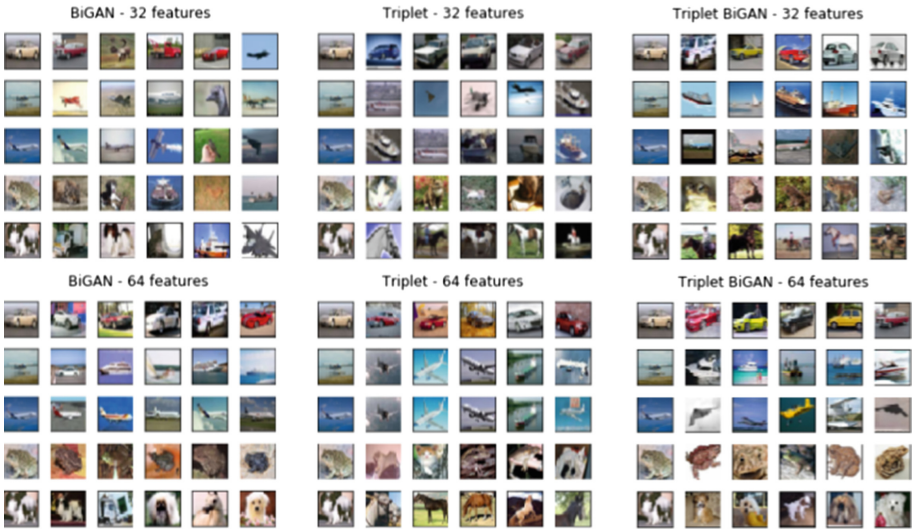 BiGAN - 32 features
Triplet - 32 features
Triplet BiGAN - 32 features
BiGAN - 64 features
Triplet - 64 features
Triplet BiGAN - 64 features